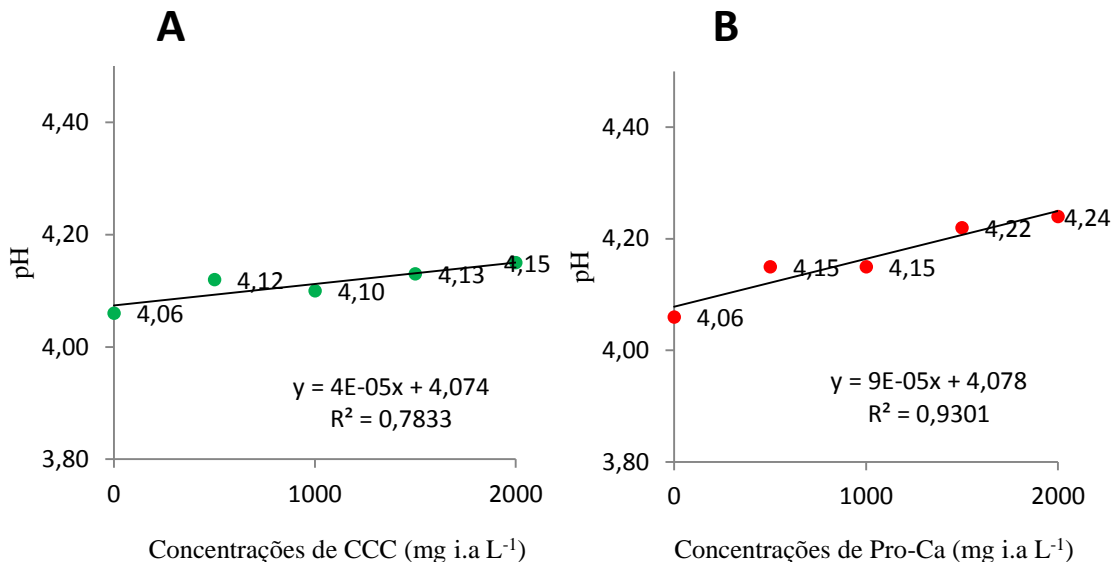 A
4,40
4,20
4,00
3,80
pH
4,06
4,12
4,10
4,13
4,15
y = 4E-05x + 4,074
R² = 0,7833
0
1000
2000
Concentrações de CCC (mg i.a L⁻¹)
B
4,40
4,20
4,00
3,80
pH
4,06
4,15
4,15
4,22
4,24
y = 9E-05x + 4,078
R² = 0,9301
0
1000
2000
Concentrações de Pro-Ca (mg i.a L⁻¹)